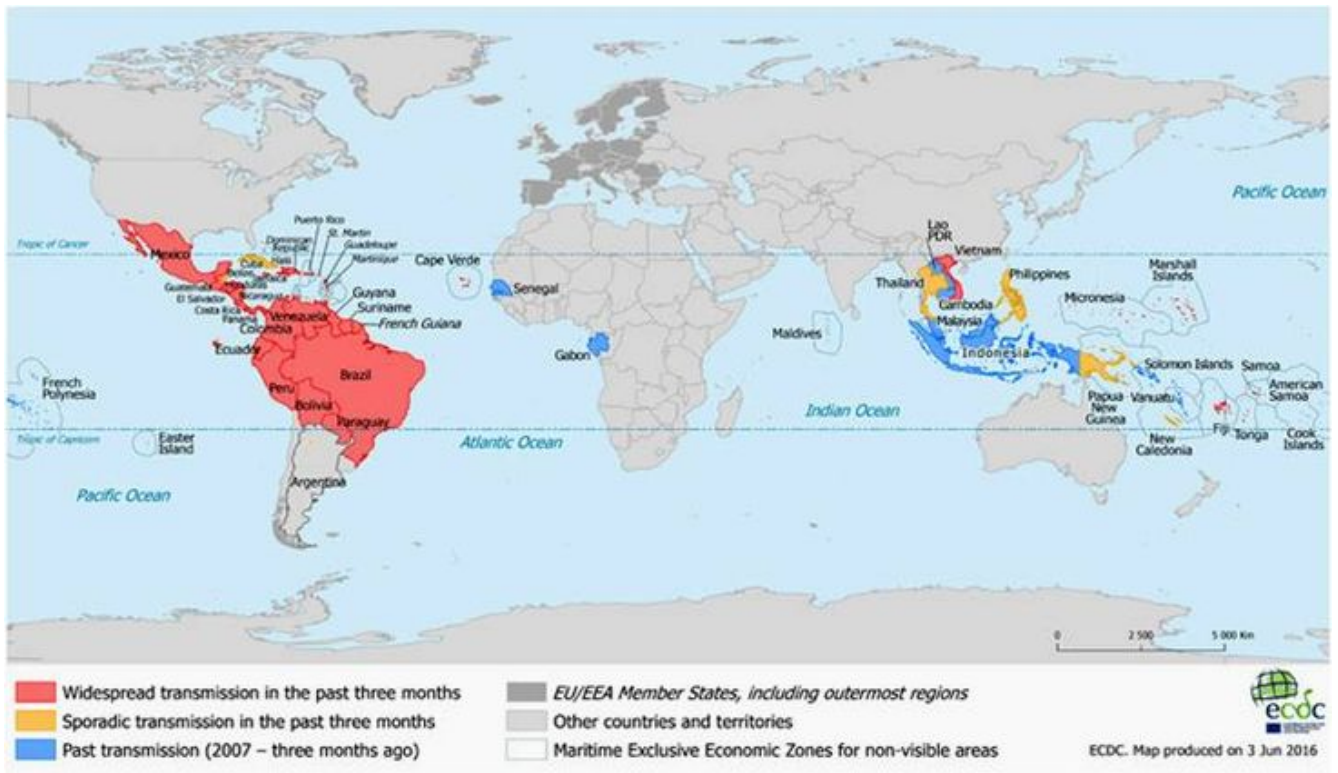 Pacific Ocean
Tropic of Cancer
Mexico
Puerto Rico
St. Martin
Dominican
Republic
Guadeloupe
Martinique
Cuba
Haiti
Belize
Jamaica
Guatemala
Honduras
El Salvador
Nicaragua
Costa Rica
Panama
Cape Verde
Senegal
Guyana
Suriname
Venezuela
French Guiana
Colombia
Ecuador
Gabon
Brazil
Peru
Bolivia
Paraguay
French
Polynesia
Tropic of Capricorn
Easter
Island
Atlantic Ocean
Argentina
Pacific Ocean
Lao
PDR
Vietnam
Thailand
Philippines
Cambodia
Malaysia
Maldives
Indonesia
Marshall
Islands
Micronesia
Solomon Islands
Samoa
American
Samoa
Papua
New
Guinea
Vanuatu
Indian Ocean
Fiji
Tonga
Cook
Islands
New
Caledonia
0 2 500 5 000 Km
Widespread transmission in the past three months
Sporadic transmission in the past three months
Past transmission (2007 – three months ago)
EU/EEA Member States, including outermost regions
Other countries and territories
Maritime Exclusive Economic Zones for non-visible areas
ecdc
ECDC. Map produced on 3 Jun 2016